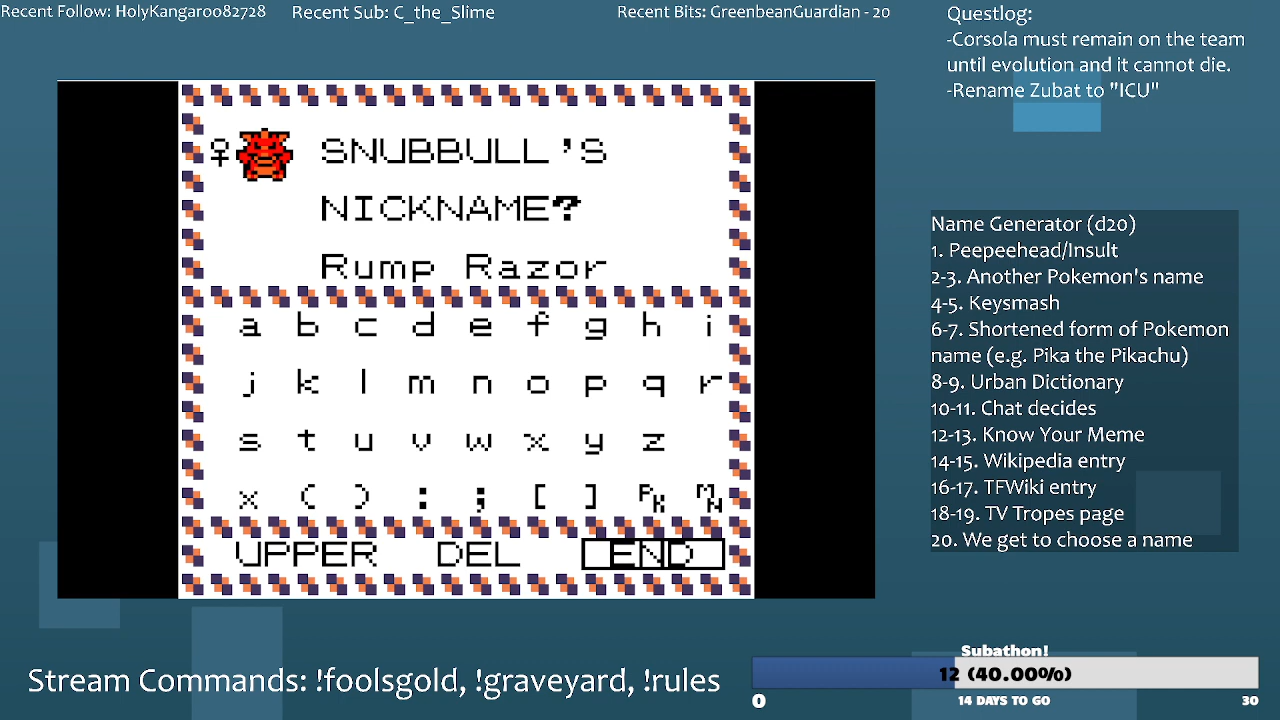 Recent Follow: HolyKangaroo82728
Recent Sub: C_the_Slime
Recent Bits: GreenbeanGuardian - 20
Questlog:
-Corsola must remain on the team
until evolution and it cannot die.
-Rename Zubat to "ICU"
♀ SNUBBULL'S
NICKNAME?
Rump Razor
a b c d e f g h i
j k l m n o p q r
s t u v w x y z
× ( ) : ; [ ] PK MN
UPPER DEL END
Name Generator (d20)
1. Peepeehead/Insult
2-3. Another Pokemon's name
4-5. Keysmash
6-7. Shortened form of Pokemon
name (e.g. Pika the Pikachu)
8-9. Urban Dictionary
10-11. Chat decides
12-13. Know Your Meme
14-15. Wikipedia entry
16-17. TFWiki entry
18-19. TV Tropes page
20. We get to choose a name
Stream Commands: !foolsgold, !graveyard, !rules
Subathon!
12 (40.00%)
0 14 DAYS TO GO 30